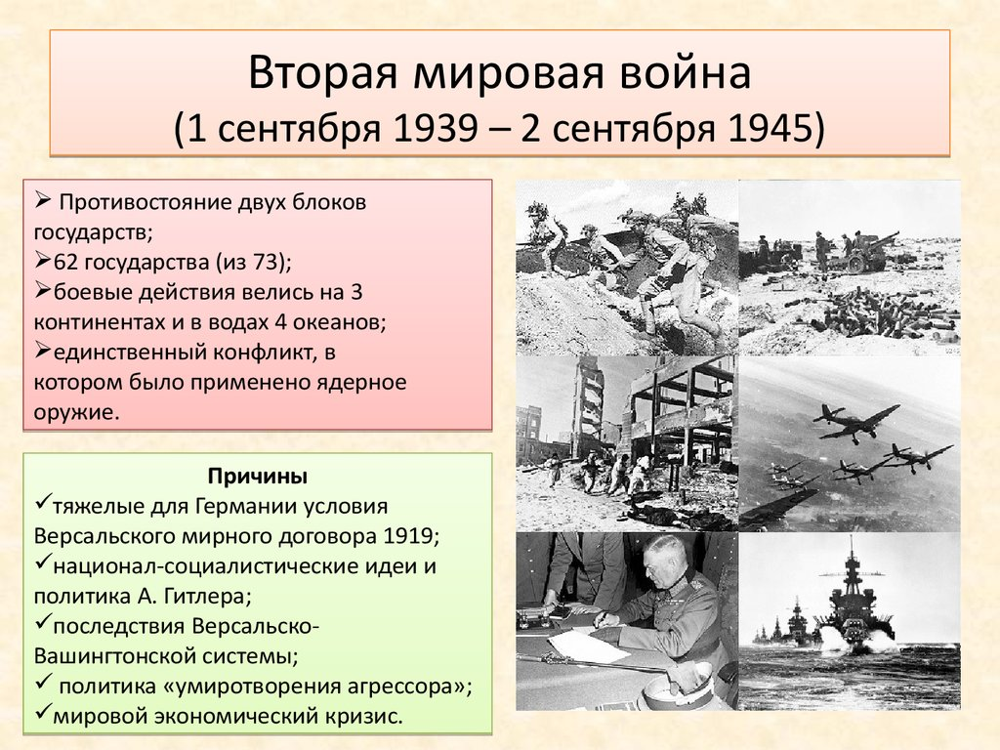 Вторая мировая война
(1 сентября 1939 – 2 сентября 1945)
➢ Противостояние двух блоков
государств;
➢62 государства (из 73);
➢боевые действия велись на 3
континентах и в водах 4 океанов;
➢единственный конфликт, в
котором было применено ядерное
оружие.
Причины
✓тяжелые для Германии условия
Версальского мирного договора 1919;
✓национал-социалистические идеи и
политика А. Гитлера;
✓последствия Версальско-
Вашингтонской системы;
✓ политика «умиротворения агрессора»;
✓мировой экономический кризис.